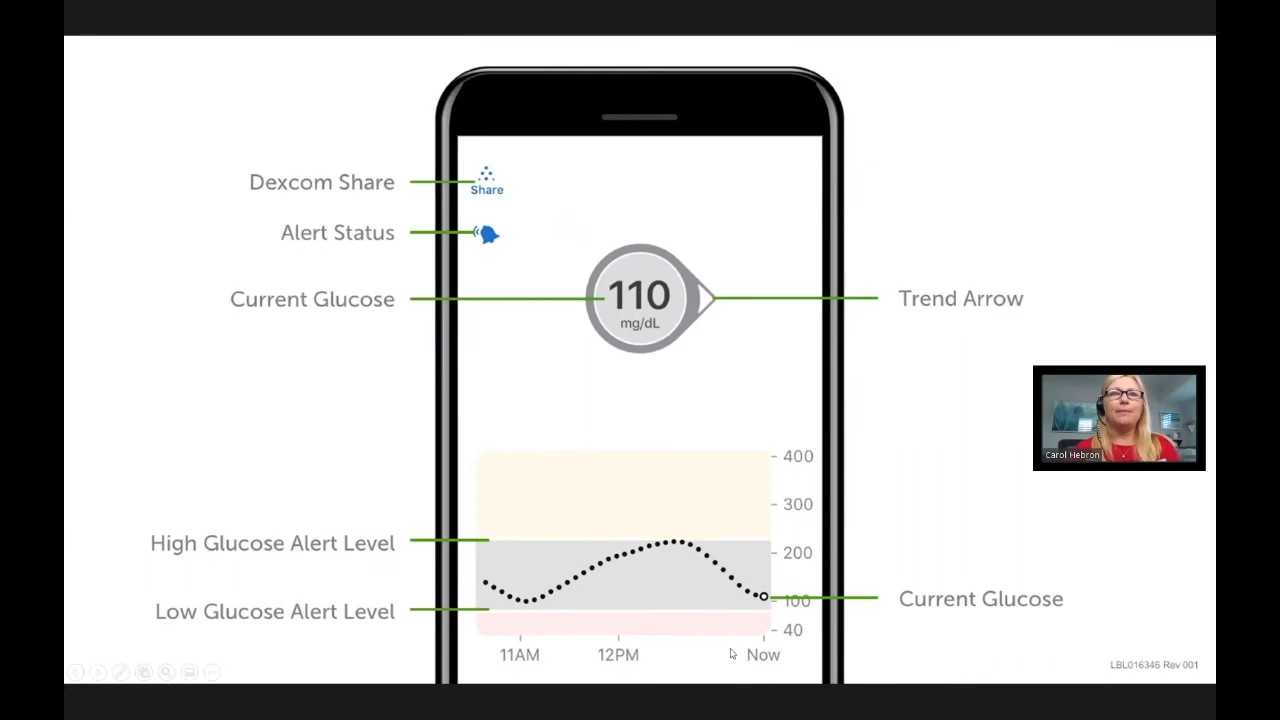 Dexcom Share
Share
Alert Status
Current Glucose
110
mg/dL
Trend Arrow
Carol Hebron
400
300
High Glucose Alert Level
200
100
Current Glucose
Low Glucose Alert Level
40
11AM
12PM
Now
LBL016346 Rev 001